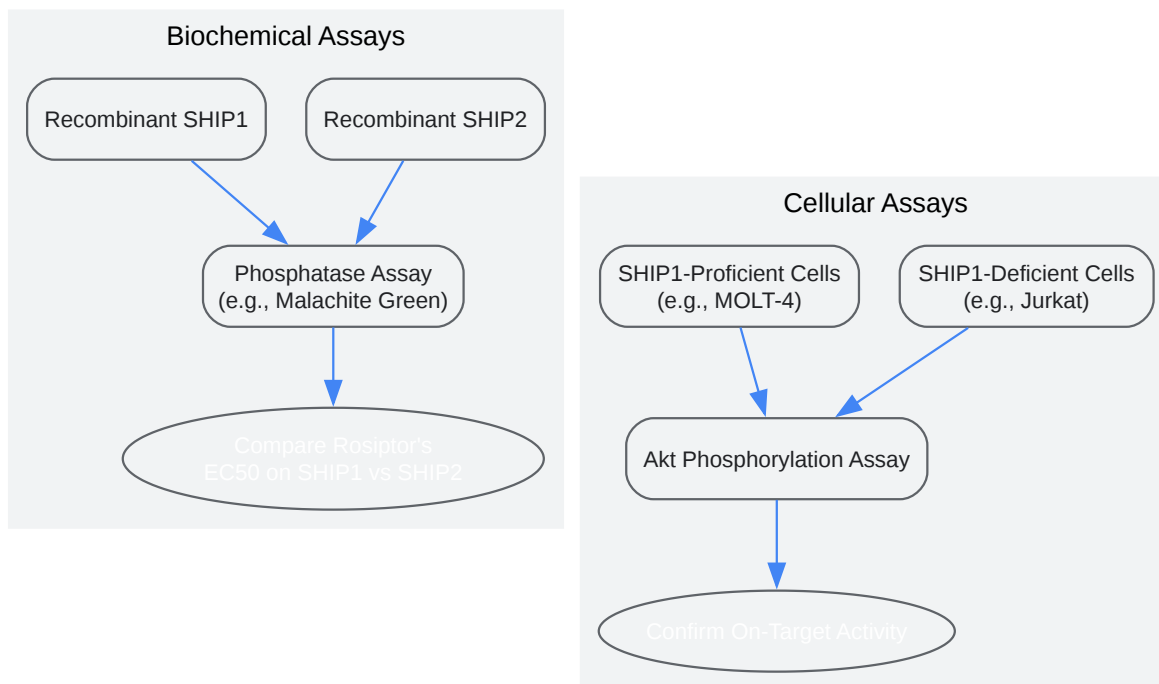 Biochemical Assays
Recombinant SHIP1
Recombinant SHIP2
Phosphatase Assay
(e.g., Malachite Green)
Compare Rosiptor's
EC50 on SHIP1 vs SHIP2
Cellular Assays
SHIP1-Proficient Cells
(e.g., MOLT-4)
SHIP1-Deficient Cells
(e.g., Jurkat)
Akt Phosphorylation Assay
Confirm On-Target Activity